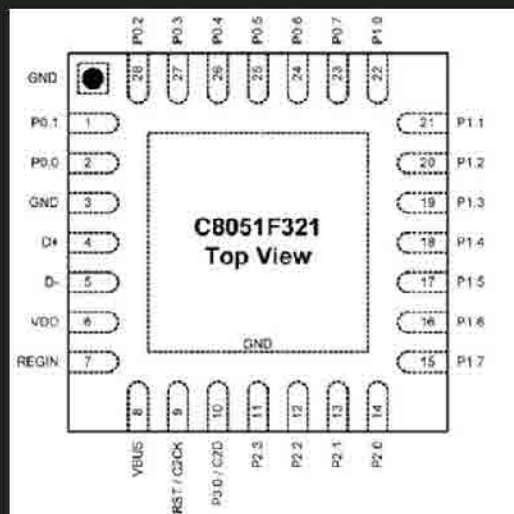 P0.2
P0.3
P0.4
P0.5
P0.6
P0.7
P1.0
28
27
26
25
24
23
22
GND
P0.1 1
P0.0 2
GND 3
D+ 4
D- 5
VDD 6
REGIN 7
C8051F321
Top View
GND
21 P1.1
20 P1.2
19 P1.3
18 P1.4
17 P1.5
16 P1.6
15 P1.7
8
9
10
11
12
13
14
VBUS
RST / C2CK
P3.0 / C2D
P2.3
P2.2
P2.1
P2.0